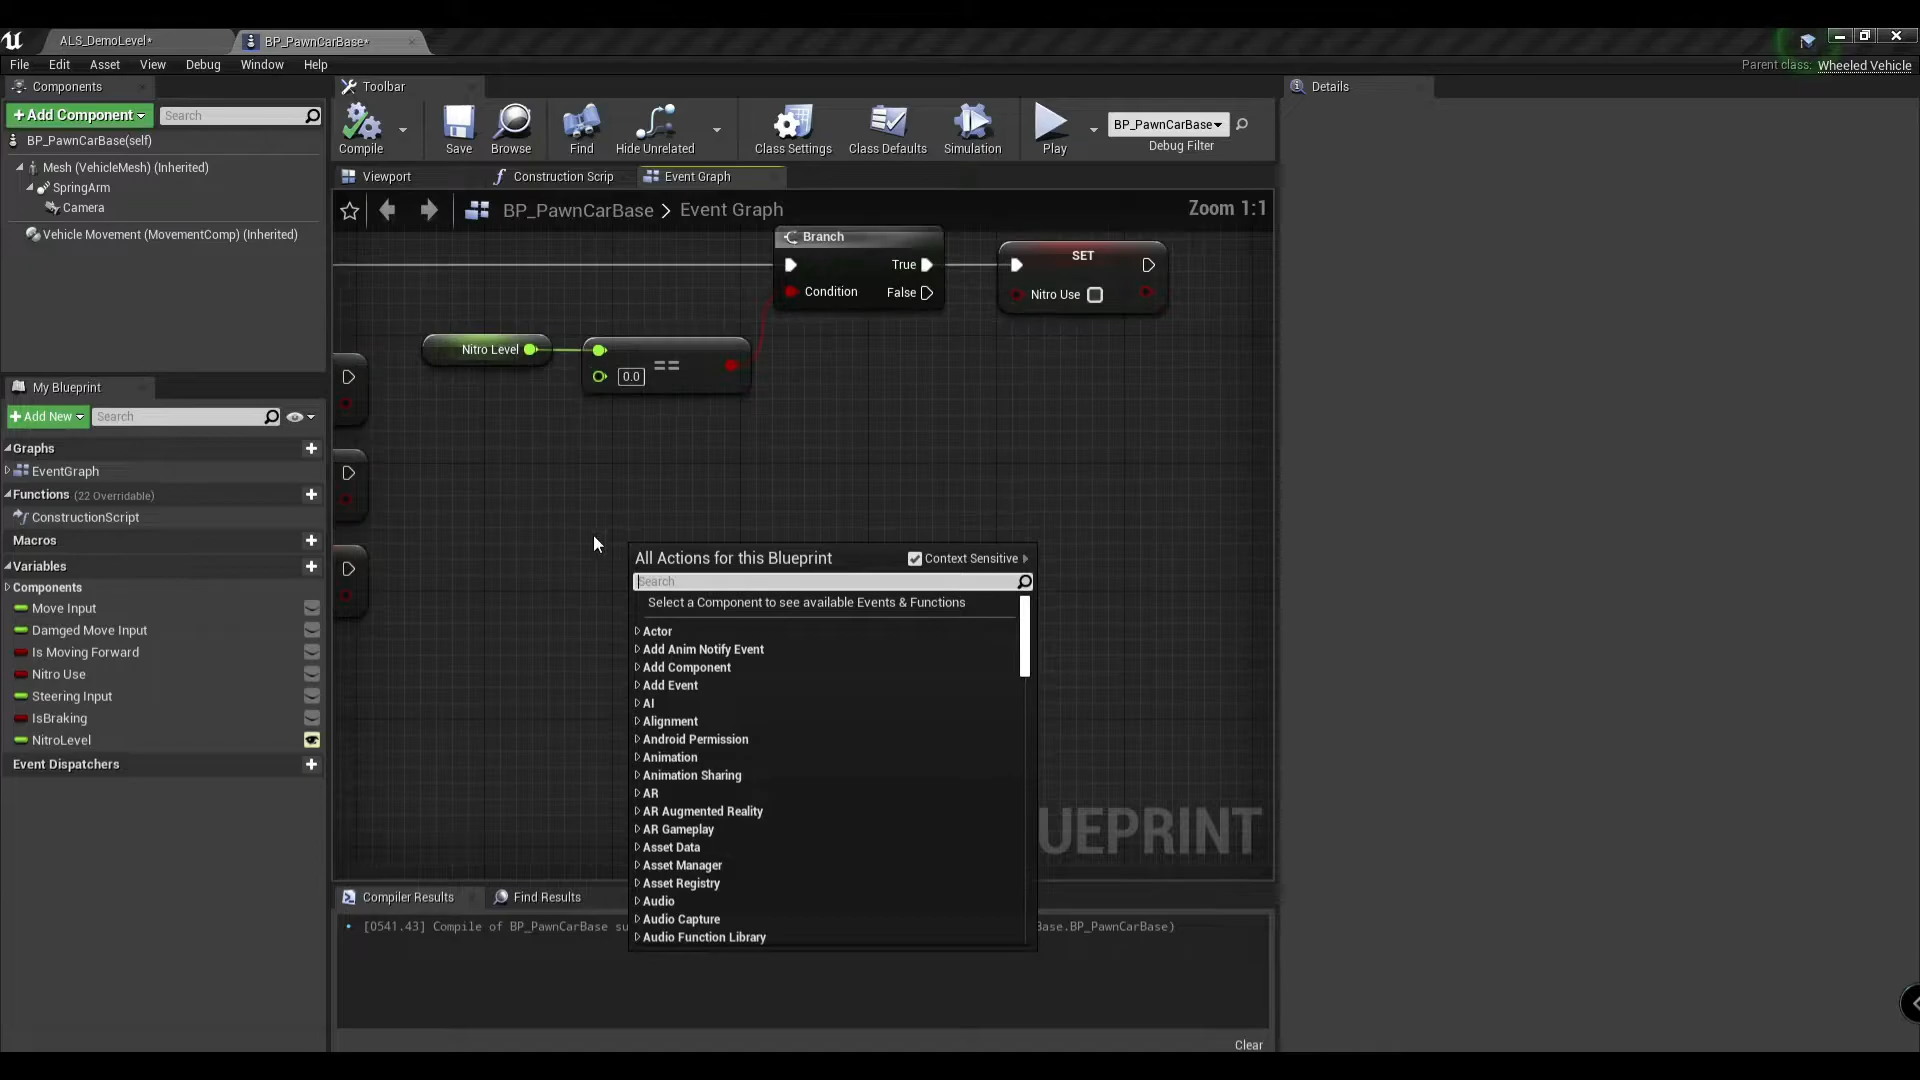 ALS_DemoLevel*
BP_PawnCarBase*
File Edit Asset View Debug Window Help
Parent class: Wheeled Vehicle
Components
+Add Component
Search
BP_PawnCarBase(self)
Mesh (VehicleMesh) (Inherited)
SpringArm
Camera
Vehicle Movement (MovementComp) (Inherited)
Toolbar
Compile
Save
Browse
Find
Hide Unrelated
Class Settings
Class Defaults
Simulation
Play
BP_PawnCarBase
Debug Filter
Viewport
Construction Scrip
Event Graph
BP_PawnCarBase > Event Graph
Zoom 1:1
Branch
True
Condition
False
SET
Nitro Use
Nitro Level
0.0
==
My Blueprint
+Add New
Search
Graphs
EventGraph
Functions (22 Overridable)
ConstructionScript
Macros
Variables
Components
Move Input
Damged Move Input
Is Moving Forward
Nitro Use
Steering Input
IsBraking
NitroLevel
Event Dispatchers
All Actions for this Blueprint
Context Sensitive
Search
Select a Component to see available Events & Functions
Actor
Add Anim Notify Event
Add Component
Add Event
AI
Alignment
Android Permission
Animation
Animation Sharing
AR
AR Augmented Reality
AR Gameplay
Asset Data
Asset Manager
Asset Registry
Audio
Audio Capture
Audio Function Library
UEPRINT
Compiler Results
Find Results
[0541.43] Compile of BP_PawnCarBase su
Base.BP_PawnCarBase)
Clear
Details